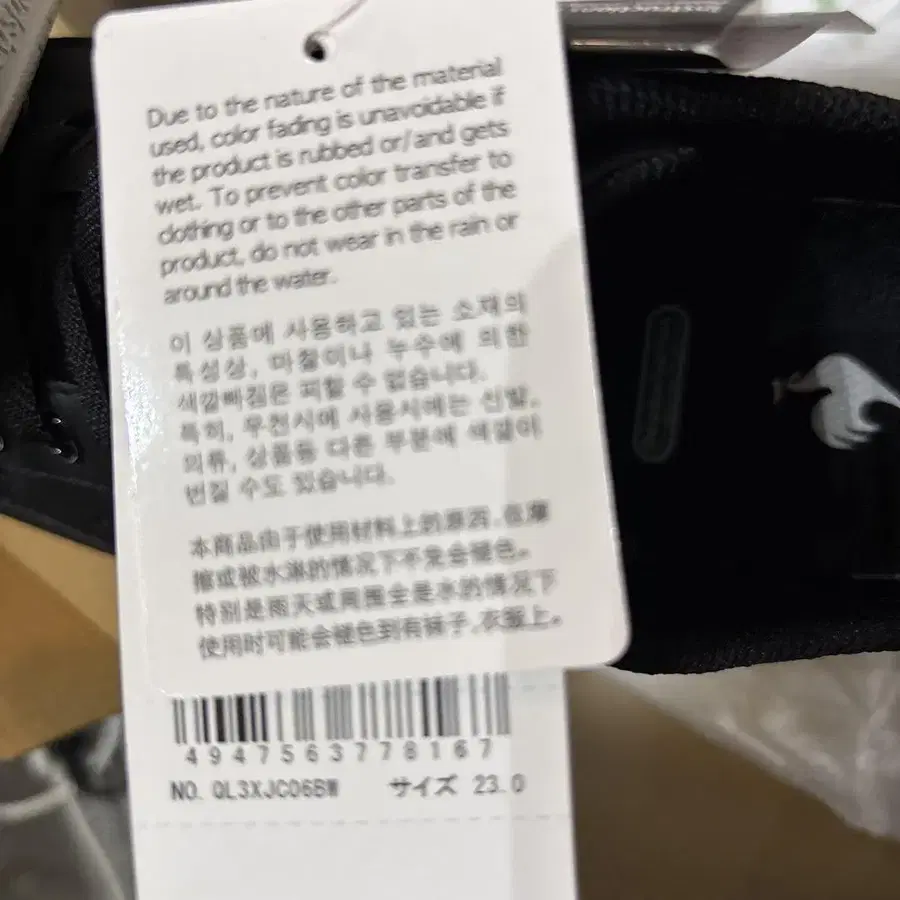 Due to the nature of the material
used, color fading is unavoidable if
the product is rubbed or/and gets
wet. To prevent color transfer to
clothing or to the other parts of the
product, do not wear in the rain or
around the water.
이 상품에 사용하고 있는 소재의
특성상, 마찰이나 누수에 의한
색깔빠짐은 피할 수 없습니다.
특히, 우천시에 사용시에는 신발,
의류, 상품등 다른 부분에 색깔이
번질 수도 있습니다.
本商品由于使用材料上的原因,在摩
擦或被水淋的情况下不免会褪色。
特别是雨天或周围会是水的情况下
使用时可能会褪色到有袜子,衣服上。
4947563778167
NO. QL3XJC06BW サイズ 23.0